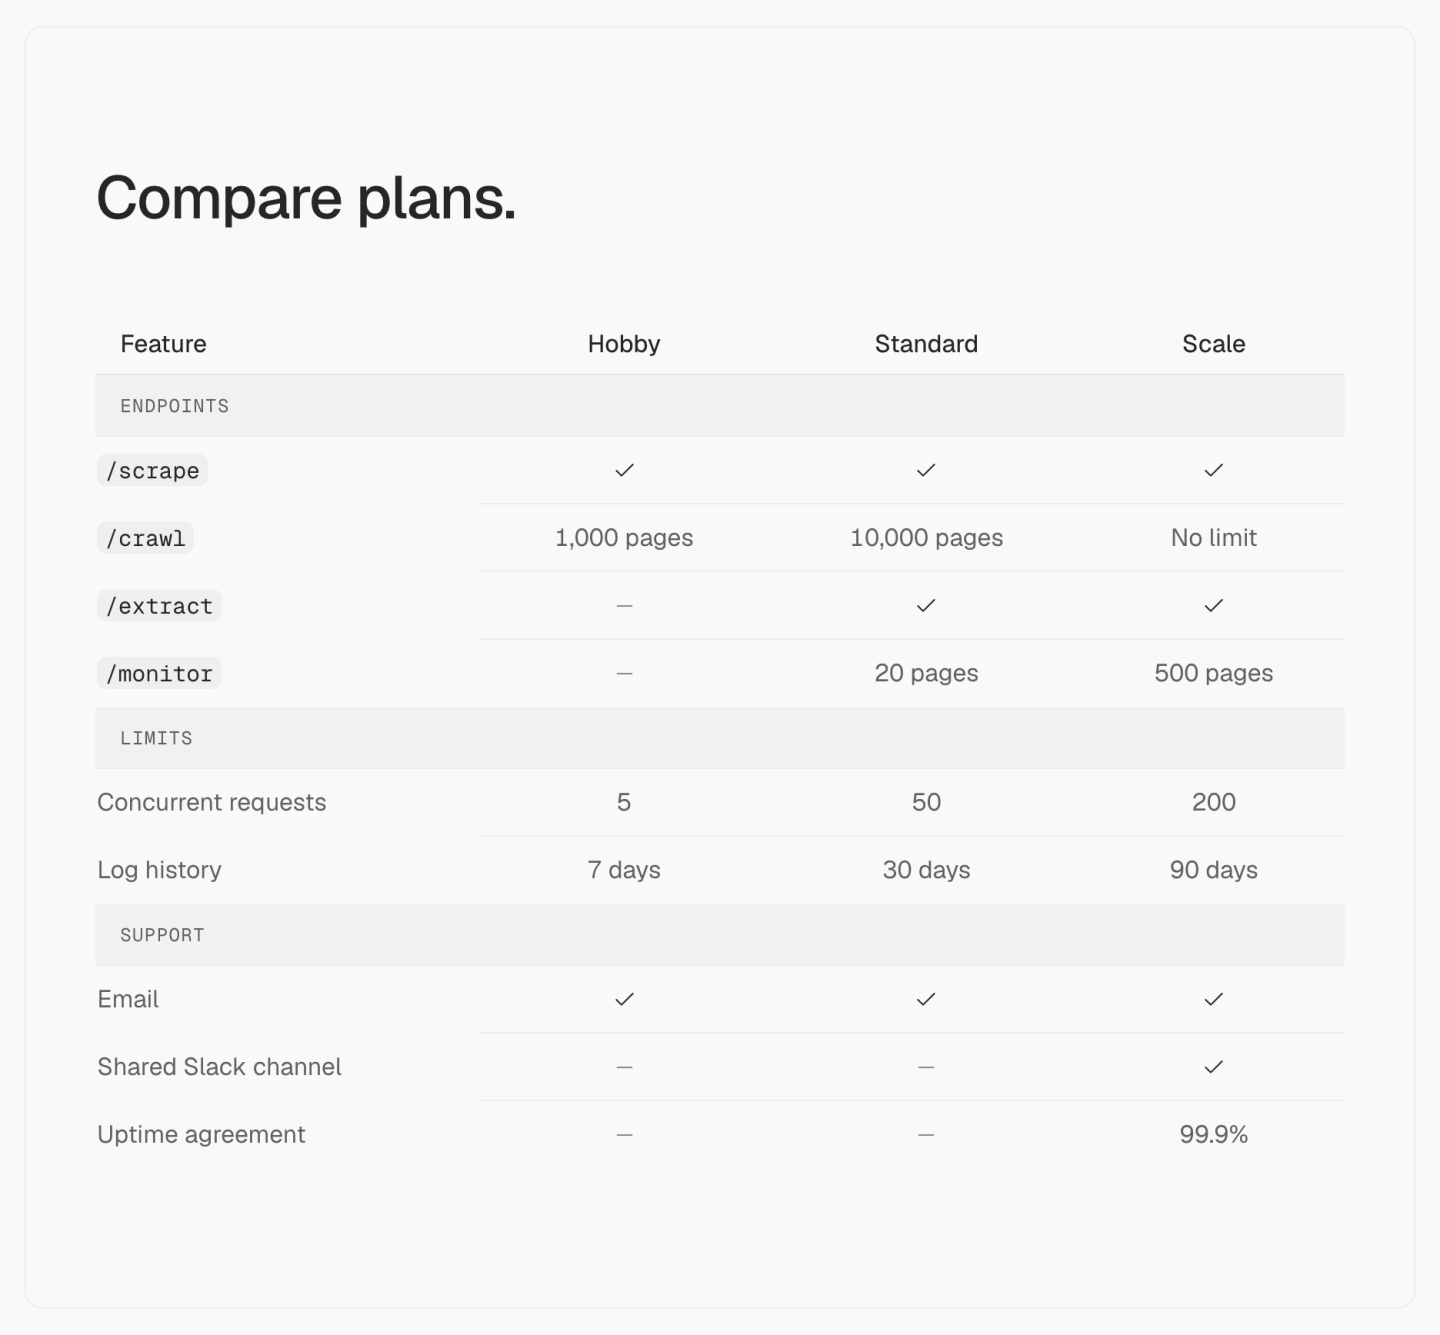 Compare plans.
Feature Hobby Standard Scale
ENDPOINTS
/scrape ✓ ✓ ✓
/crawl 1,000 pages 10,000 pages No limit
/extract — ✓ ✓
/monitor — 20 pages 500 pages
LIMITS
Concurrent requests 5 50 200
Log history 7 days 30 days 90 days
SUPPORT
Email ✓ ✓ ✓
Shared Slack channel — — ✓
Uptime agreement — — 99.9%